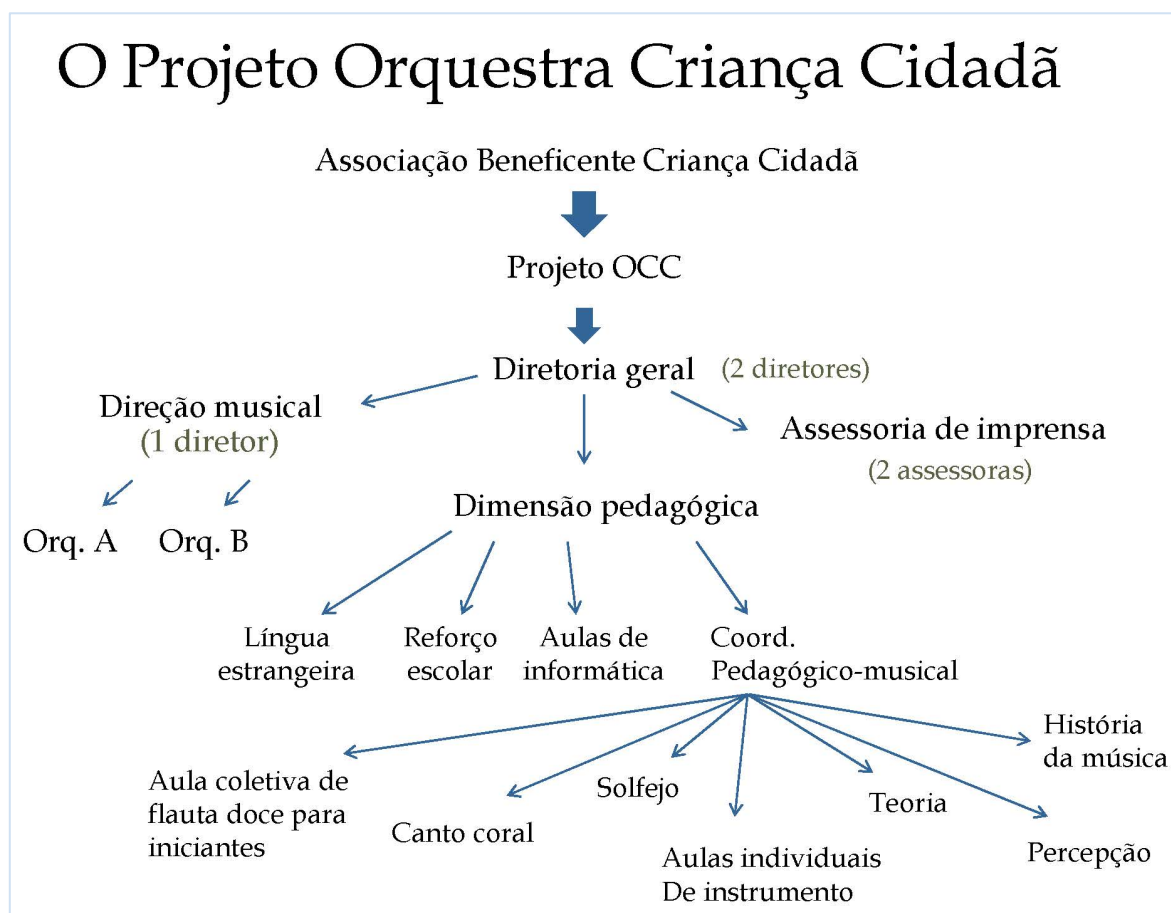 O Projeto Orquestra Criança Cidadã
Associação Beneficente Criança Cidadã
Projeto OCC
Diretoria geral (2 diretores)
Direção musical
(1 diretor)
Assessoria de imprensa
(2 assessoras)
Orq. A
Orq. B
Dimensão pedagógica
Língua
estrangeira
Reforço
escolar
Aulas de
informática
Coord.
Pedagógico-musical
Aula coletiva de
flauta doce para
iniciantes
Canto coral
Solfejo
Aulas individuais
De instrumento
Teoria
Percepção
História
da música